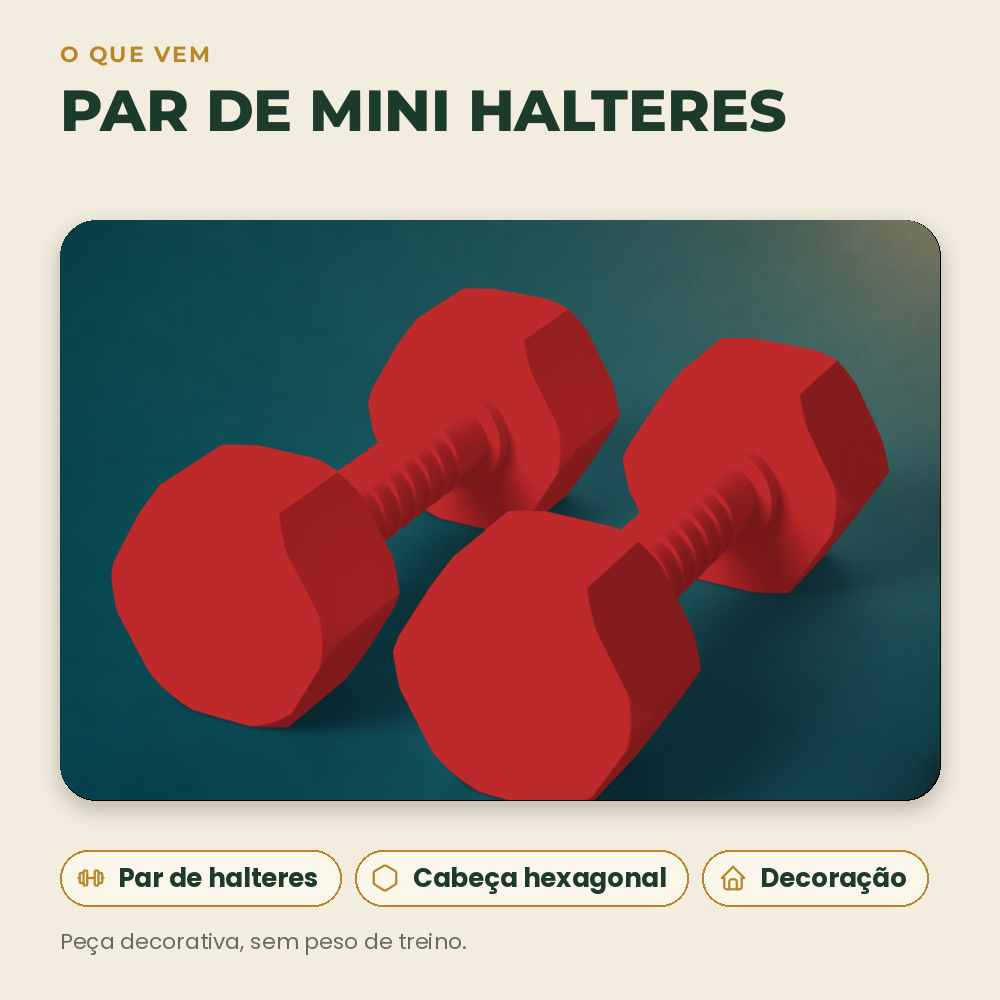 O QUE VEM
PAR DE MINI HALTERES
Par de halteres
Cabeça hexagonal
Decoração
Peça decorativa, sem peso de treino.